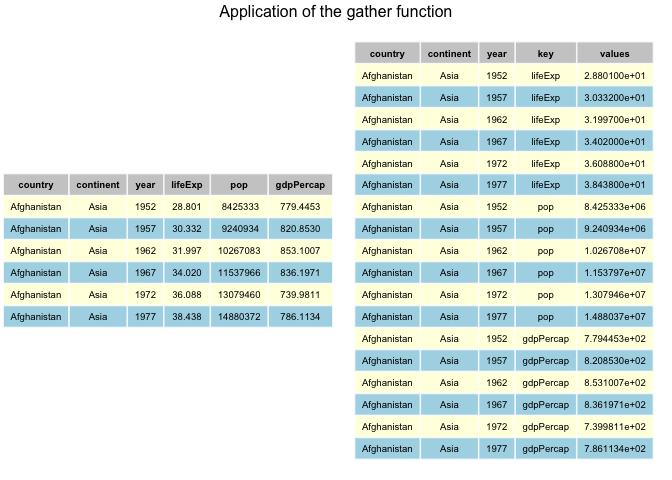 Application of the gather function
country continent year lifeExp pop gdpPercap
Afghanistan Asia 1952 28.801 8425333 779.4453
Afghanistan Asia 1957 30.332 9240934 820.8530
Afghanistan Asia 1962 31.997 10267083 853.1007
Afghanistan Asia 1967 34.020 11537966 836.1971
Afghanistan Asia 1972 36.088 13079460 739.9811
Afghanistan Asia 1977 38.438 14880372 786.1134
country continent year key values
Afghanistan Asia 1952 lifeExp 2.880100e+01
Afghanistan Asia 1957 lifeExp 3.033200e+01
Afghanistan Asia 1962 lifeExp 3.199700e+01
Afghanistan Asia 1967 lifeExp 3.402000e+01
Afghanistan Asia 1972 lifeExp 3.608800e+01
Afghanistan Asia 1977 lifeExp 3.843800e+01
Afghanistan Asia 1952 pop 8.425333e+06
Afghanistan Asia 1957 pop 9.240934e+06
Afghanistan Asia 1962 pop 1.026708e+07
Afghanistan Asia 1967 pop 1.153797e+07
Afghanistan Asia 1972 pop 1.307946e+07
Afghanistan Asia 1977 pop 1.488037e+07
Afghanistan Asia 1952 gdpPercap 7.794453e+02
Afghanistan Asia 1957 gdpPercap 8.208530e+02
Afghanistan Asia 1962 gdpPercap 8.531007e+02
Afghanistan Asia 1967 gdpPercap 8.361971e+02
Afghanistan Asia 1972 gdpPercap 7.399811e+02
Afghanistan Asia 1977 gdpPercap 7.861134e+02